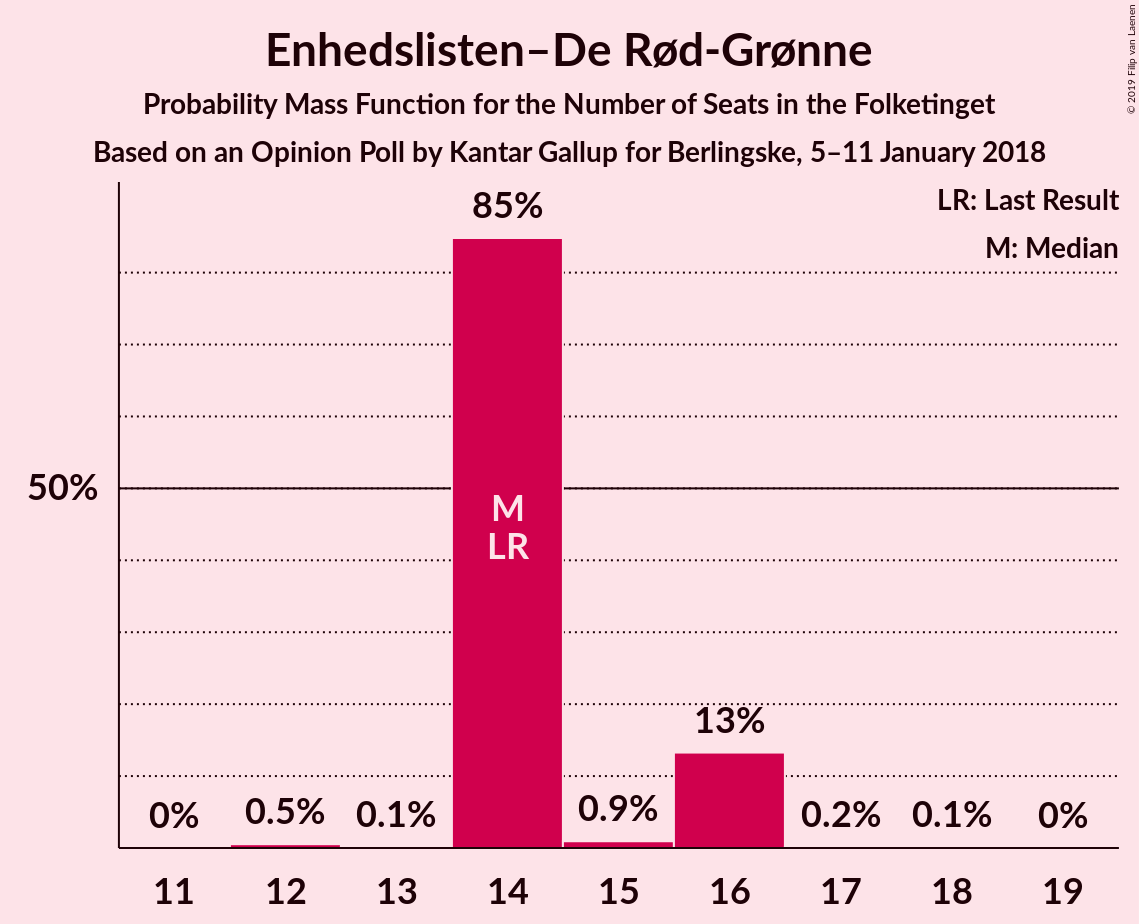 Enhedslisten–De Rød-Grønne
Probability Mass Function for the Number of Seats in the Folketinget
Based on an Opinion Poll by Kantar Gallup for Berlingske, 5–11 January 2018
© 2019 Filip van Laenen
LR: Last Result
M: Median
85%
50%
M
LR
13%
0%
0.5%
0.1%
0.9%
0.2%
0.1%
0%
11
12
13
14
15
16
17
18
19